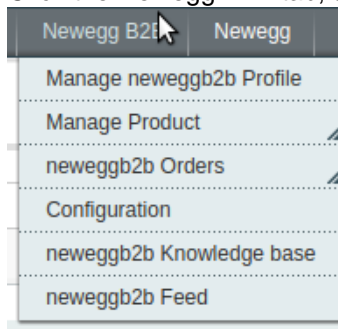 Newegg B2B Newegg
Manage neweggb2b Profile
Manage Product
neweggb2b Orders
Configuration
neweggb2b Knowledge base
neweggb2b Feed